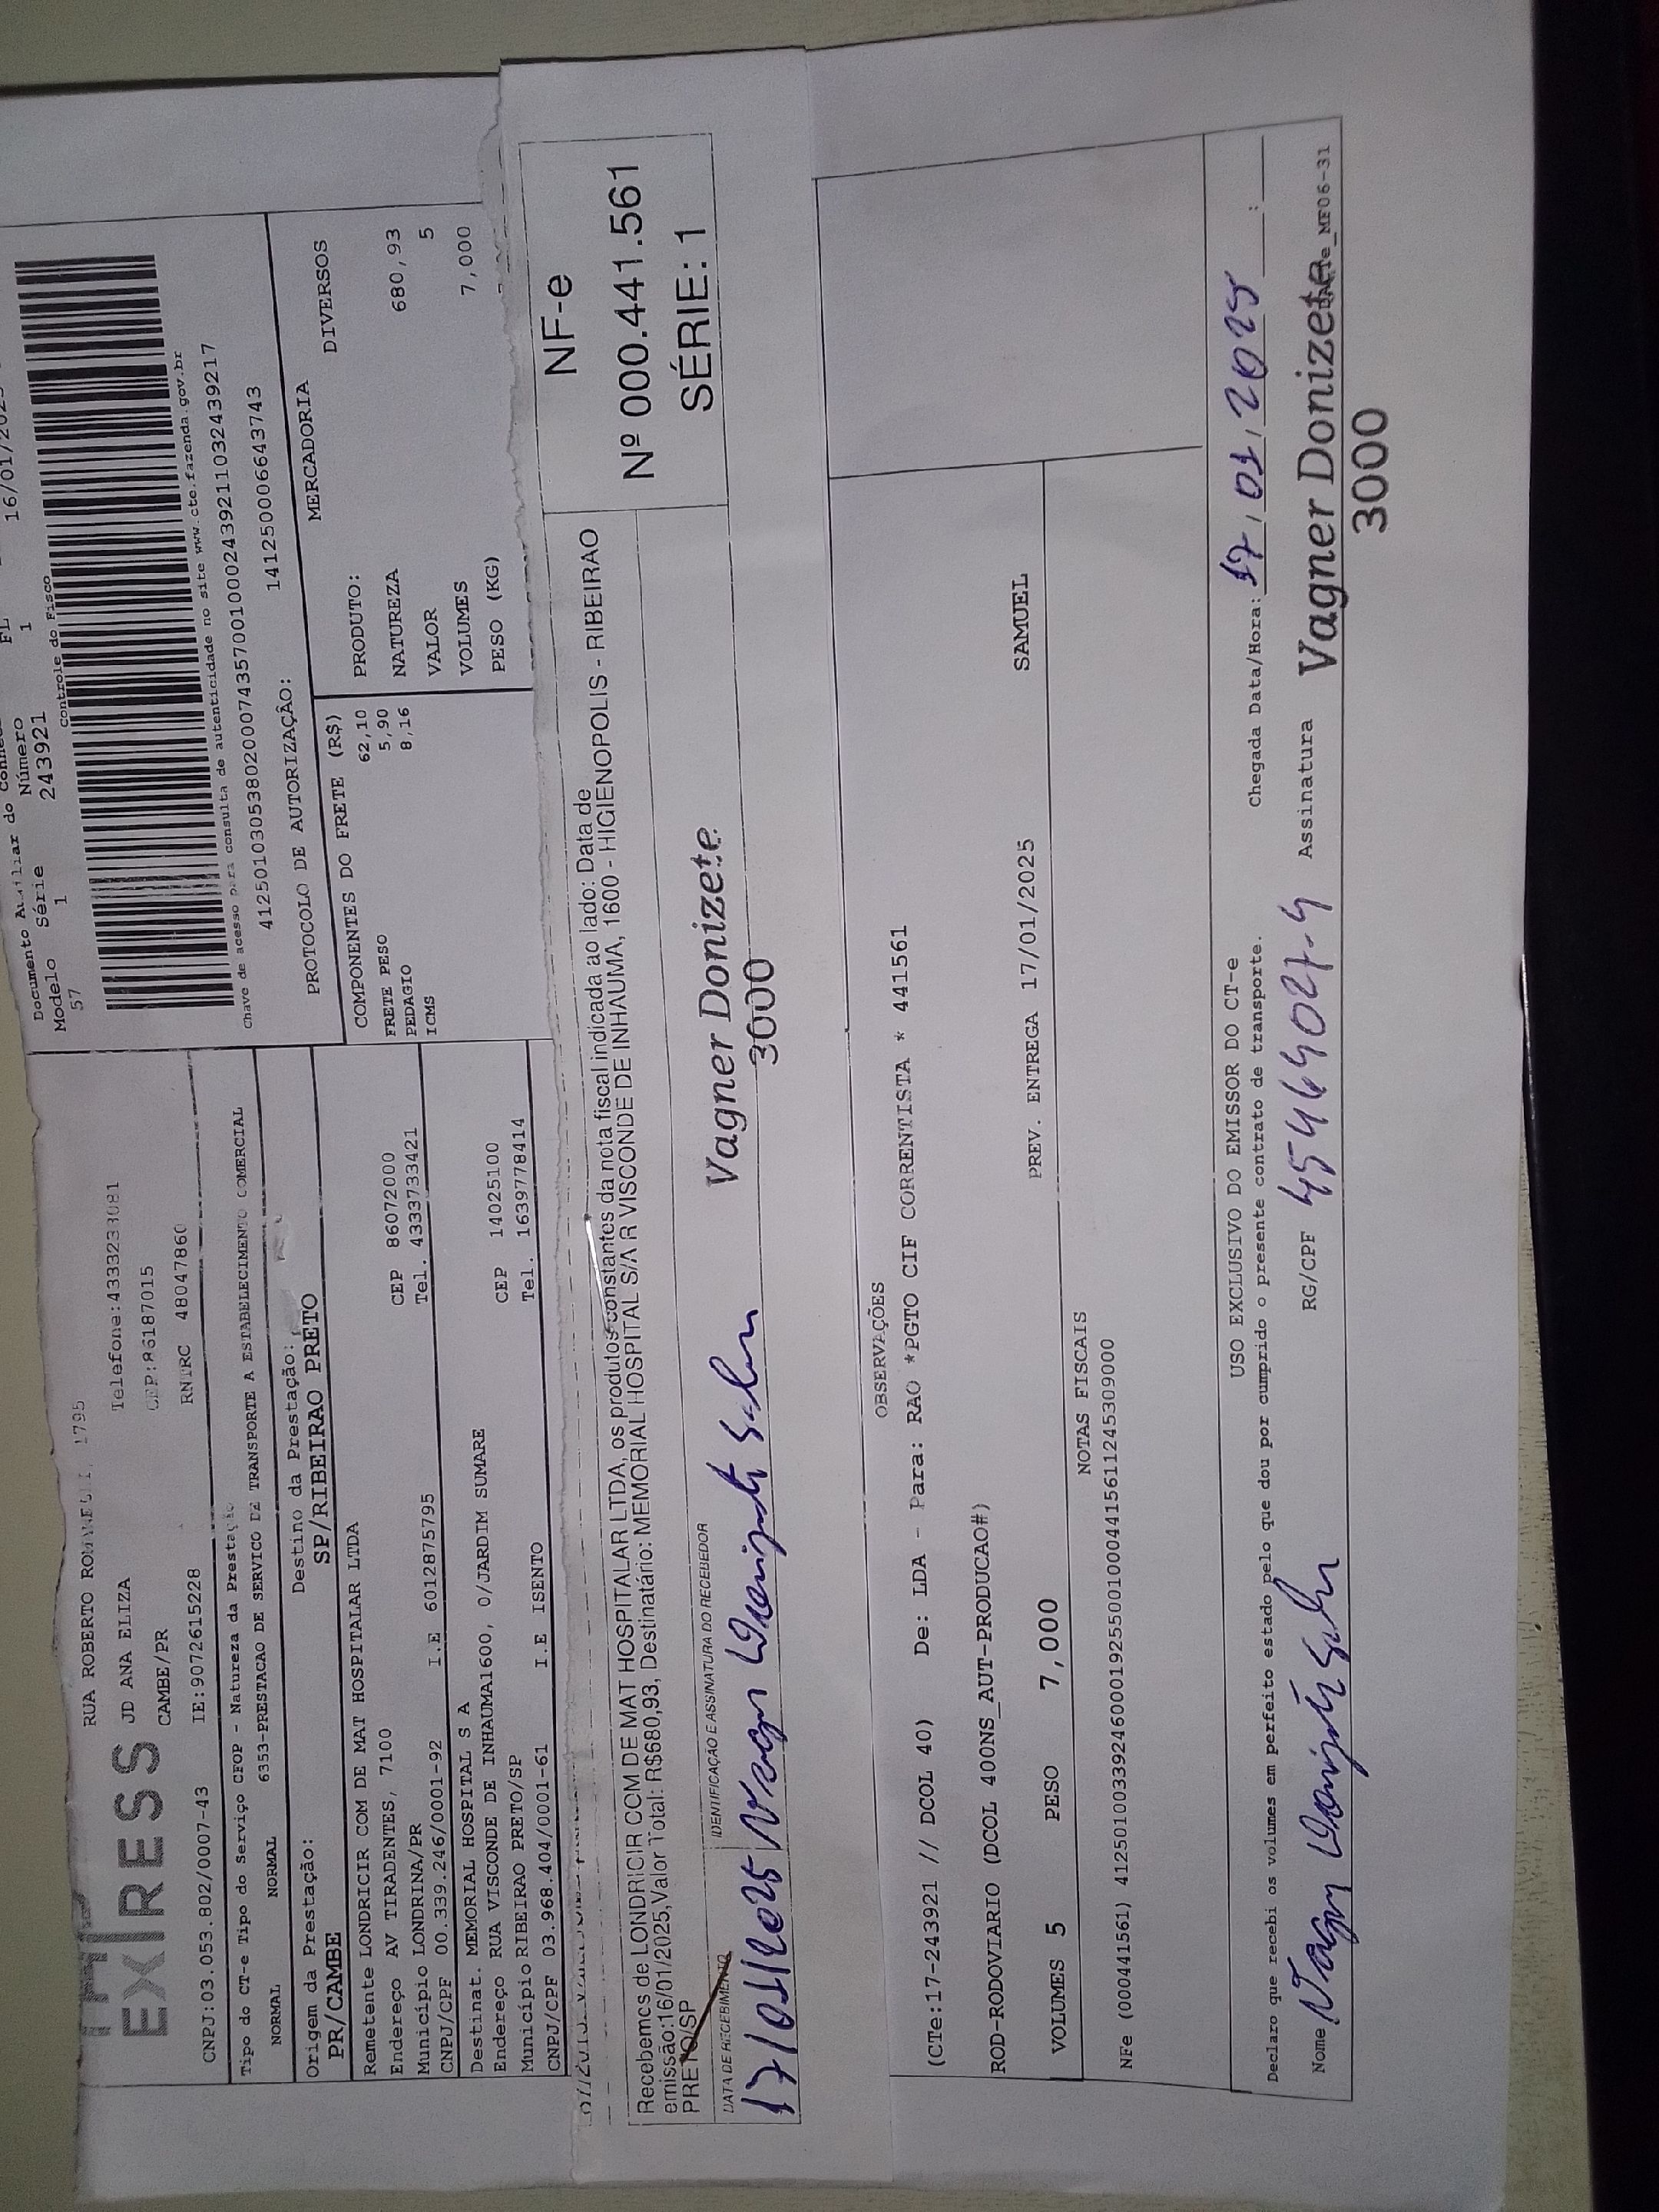 RUA ROBERTO 1795
EXPRESS JD ANA ELIZA Telefone:4333233081
CAMBE/PR CEP:86187015
CNPJ:03.053.802/0007-43 IE:9072615228 RNTRC 48047860
Tipo do CT-e Tipo do Serviço CFOP - Natureza da Prestação
NORMAL NORMAL 6353-PRESTACAO DE SERVICO DE TRANSPORTE A ESTABELECIMENTO COMERCIAL
Origem da Prestação: Destino da Prestação:
PR/CAMBE SP/RIBEIRAO PRETO
Remetente LONDRICIR COM DE MAT HOSPITALAR LTDA
Endereço AV TIRADENTES, 7100 CEP 86072000
Município LONDRINA/PR Tel. 4333733421
CNPJ/CPF 00.339.246/0001-92 I.E 6012875795
Destinat. MEMORIAL HOSPITAL S A
Endereço RUA VISCONDE DE INHAUMA1600, 0/JARDIM SUMARE CEP 14025100
Município RIBEIRAO PRETO/SP Tel. 1639778414
CNPJ/CPF 03.968.404/0001-61 I.E ISENTO
Documento Auxiliar do
Modelo Série Número FL 16/01/2025
57 1 243921 1
Controle do Fisco
Chave de acesso para consulta de autenticidade no site www.cte.fazenda.gov.br
41250103053802000743570010002439211032439217
PROTOCOLO DE AUTORIZAÇÃO: 141250006643743
COMPONENTES DO FRETE (R$)
FRETE PESO 62,10
PEDAGIO 5,90
ICMS 8,16
MERCADORIA
PRODUTO: DIVERSOS
NATUREZA
VALOR 680,93
VOLUMES 5
PESO (KG) 7,000
Recebemos de LONDRICIR COM DE MAT HOSPITALAR LTDA, os produtos constantes da nota fiscal indicada ao lado: Data de
emissão:16/01/2025,Valor Total: R$680,93, Destinatário: MEMORIAL HOSPITAL S/A R VISCONDE DE INHAUMA, 1600 - HIGIENOPOLIS - RIBEIRAO
PRETO/SP
DATA DE RECEBIMENTO IDENTIFICAÇÃO E ASSINATURA DO RECEBEDOR
17/01/2025 Vagner Donizete Vagner Donizete
3000
NF-e
Nº 000.441.561
SÉRIE: 1
OBSERVAÇÕES
(CTe:17-243921 // DCOL 40) De: LDA - Para: RAO *PGTO CIF CORRENTISTA * 441561
ROD-RODOVIARIO (DCOL 400NS_AUT-PRODUCAO#)
VOLUMES 5 PESO 7,000 PREV. ENTREGA 17/01/2025 SAMUEL
NOTAS FISCAIS
NFe (000441561) 41250100339246000192550010004415611245309000
USO EXCLUSIVO DO EMISSOR DO CT-e
Declaro que recebi os volumes em perfeito estado pelo que dou por cumprido o presente contrato de transporte. Chegada Data/Hora: 17/01/2025 :
Nome Vagner Donizete RG/CPF Assinatura Vagner Donizete
3000
_MF06-31